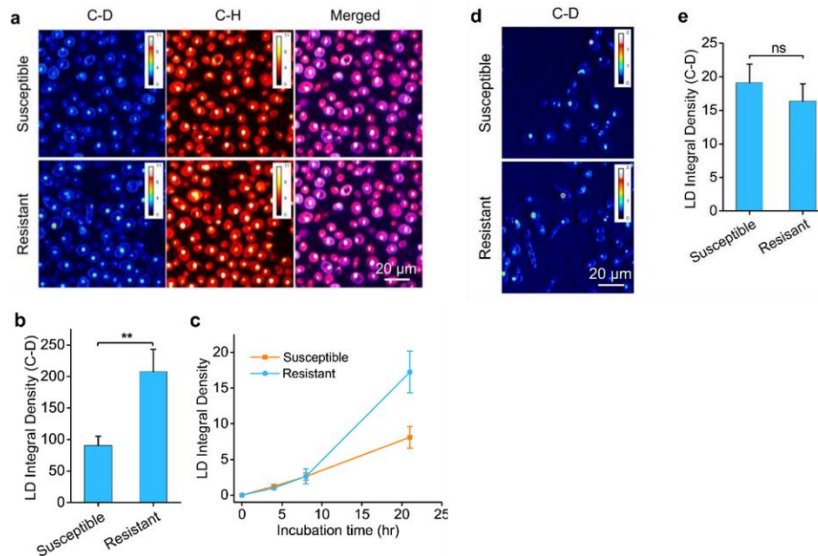 a
C-D
C-H
Merged
Susceptible
Resistant
20 μm
b
LD Integral Density (C-D)
250
200
150
100
50
0
**
Susceptible
Resistant
c
LD Integral Density
20
15
10
5
0
Susceptible
Resistant
0 5 10 15 20 25
Incubation time (hr)
d
C-D
Susceptible
Resistant
20 μm
e
LD Integral Density (C-D)
25
20
15
10
5
0
ns
Susceptible
Resisant